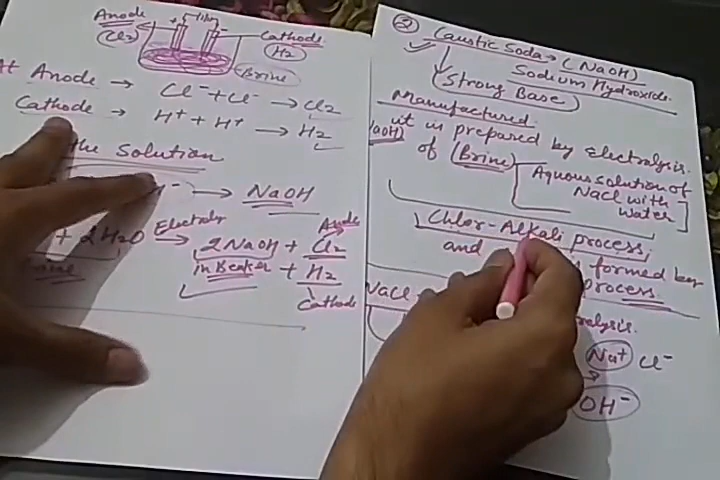 Anode
(Cl2)
+
-
Cathode
(H2)
Brine
At Anode → Cl⁻ + Cl⁻ → Cl2
Cathode → H⁺ + H⁺ → H2
the Solution
→ NaOH
+ 2H2O → 2NaOH + Cl2
Anode
in Beaker + H2
Cathode
② Caustic Soda → (NaOH)
Sodium Hydroxide.
(Strong Base)
Manufactured.
it is prepared by electrolysis.
of (Brine)
Aqueous solution of
NaCl with
water
Chlor-Alkali process,
and formed by
process.
NaCl
Na⁺ Cl⁻
→
OH⁻